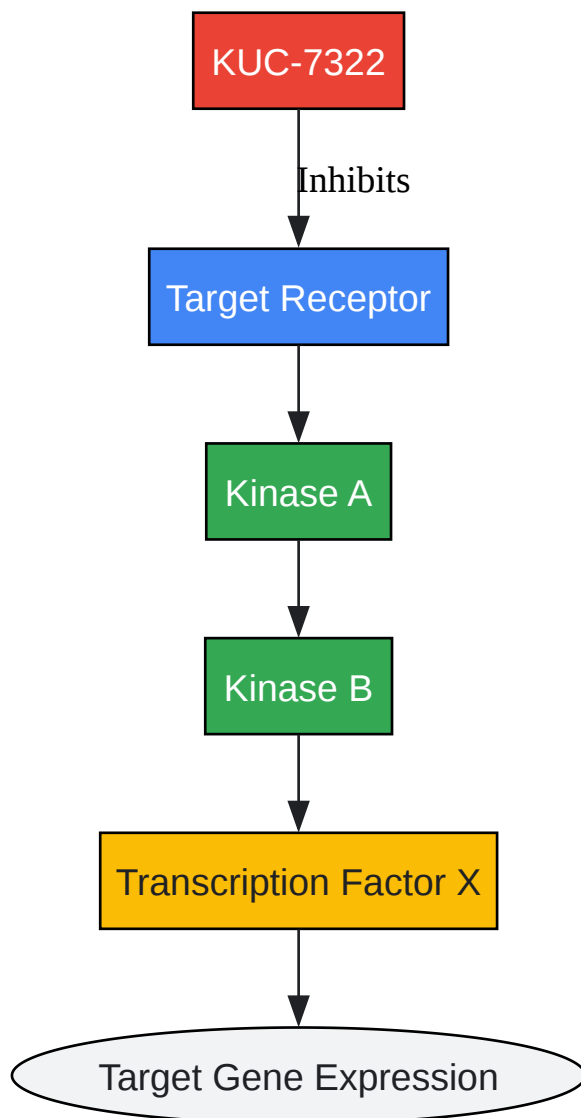 KUC-7322
Inhibits
Target Receptor
Kinase A
Kinase B
Transcription Factor X
Target Gene Expression